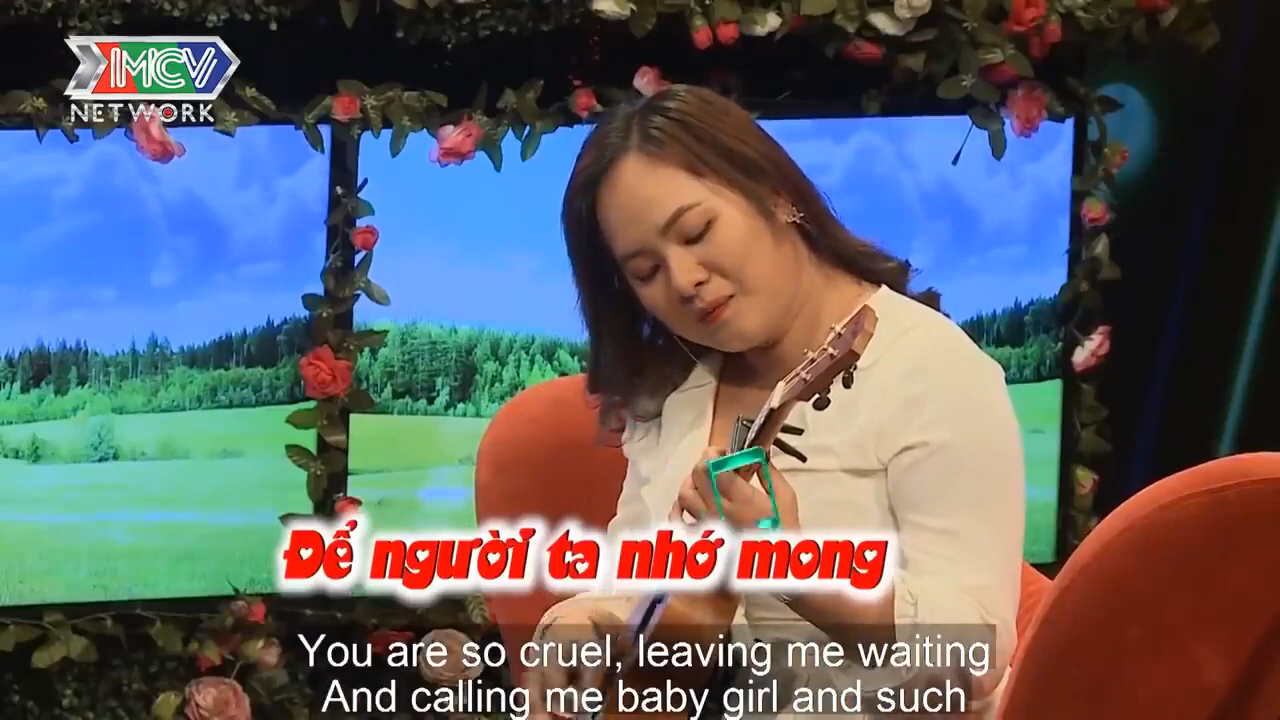 MCV
NETWORK
Để người ta nhớ mong
You are so cruel, leaving me waiting
And calling me baby girl and such